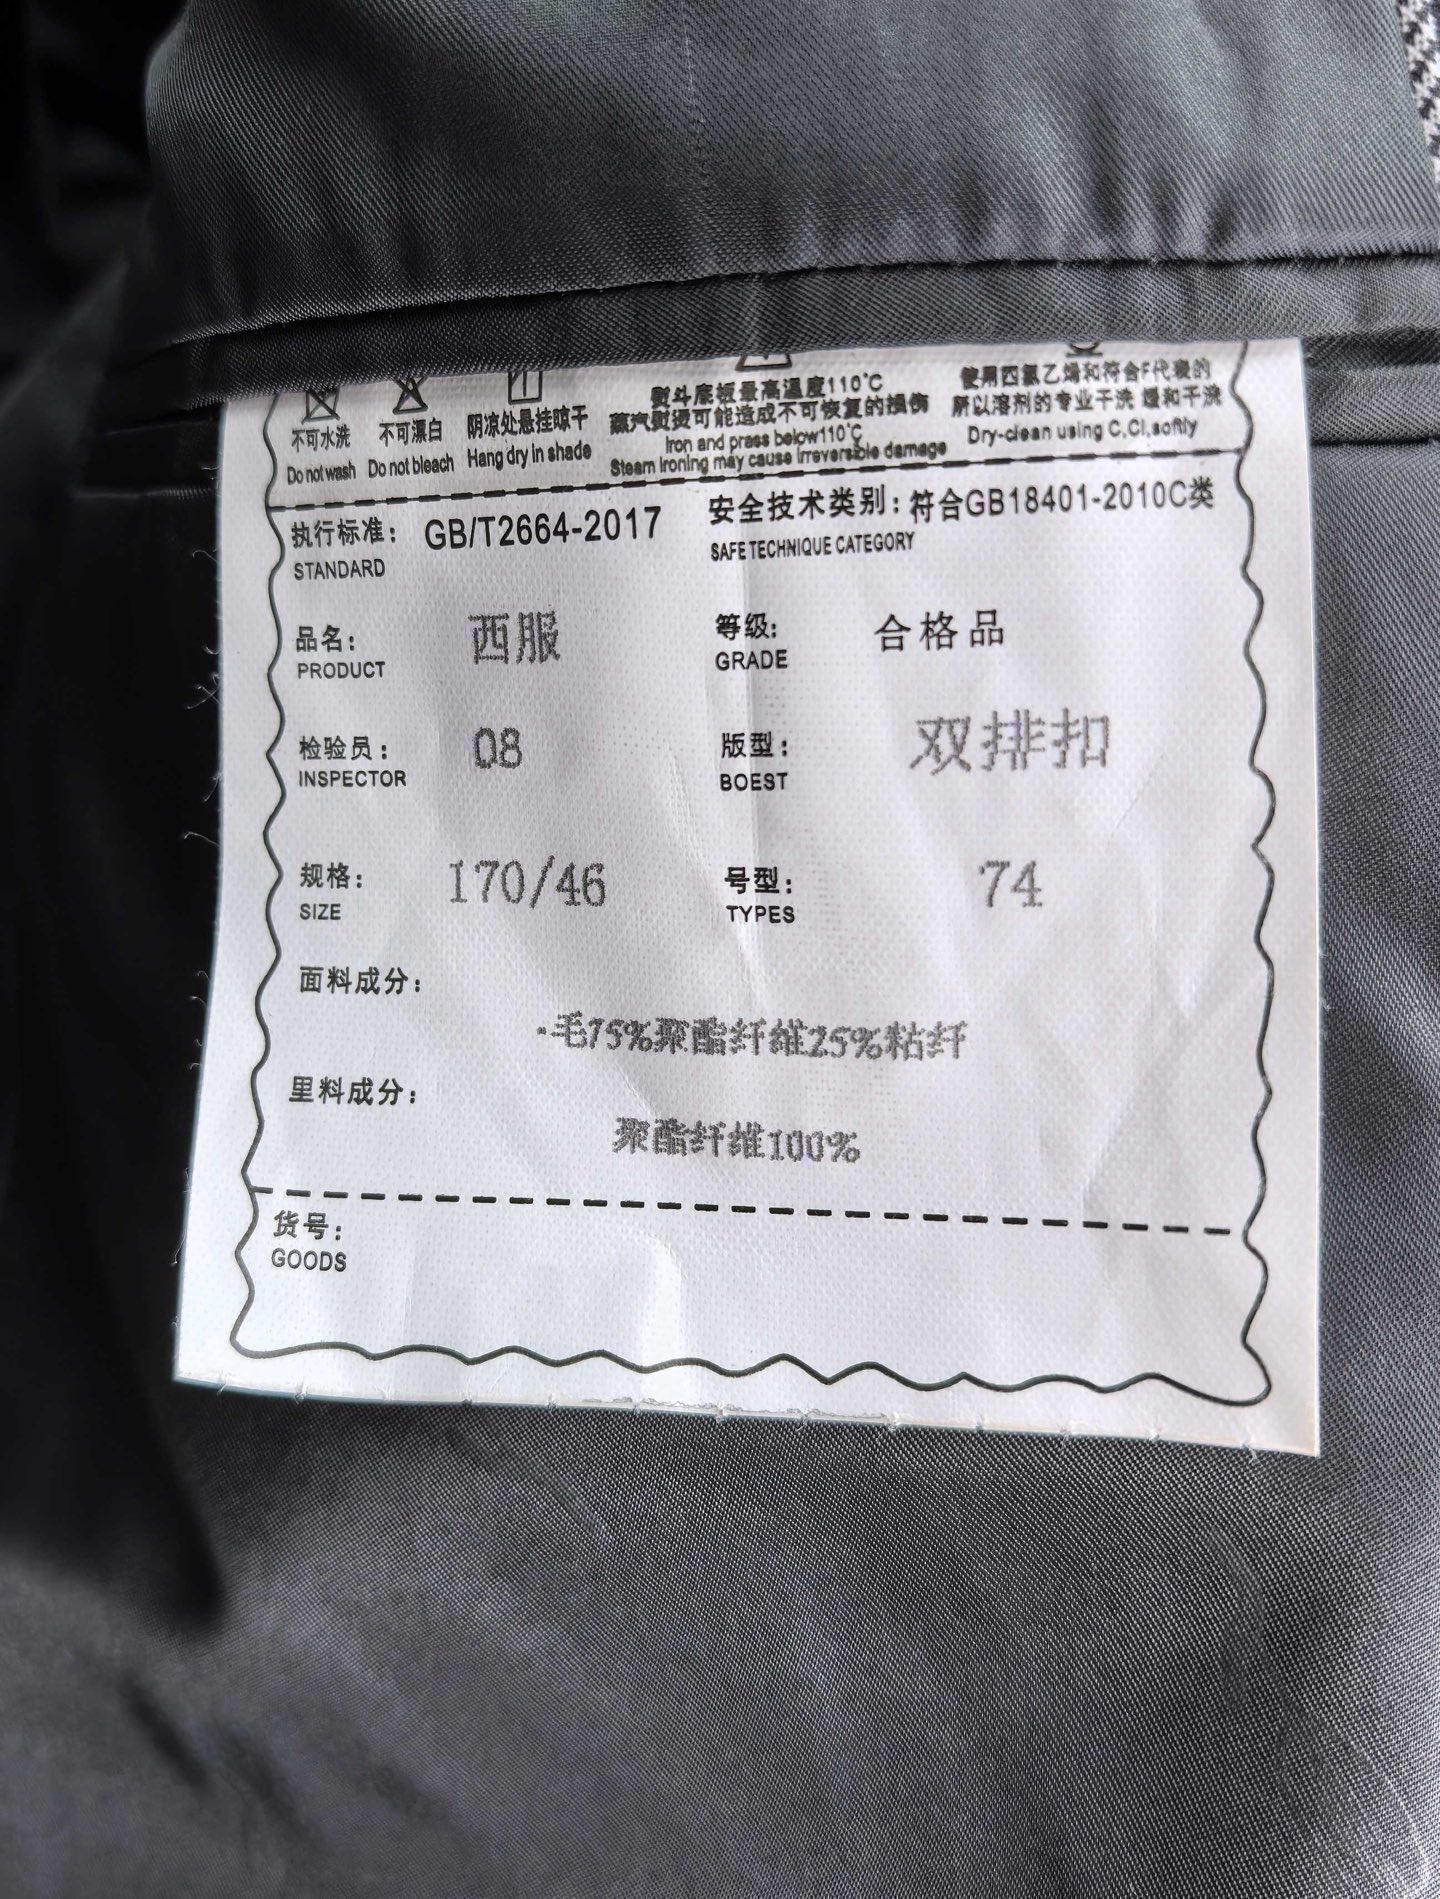 不可水洗
Do not wash
不可漂白
Do not bleach
阴凉处悬挂晾干
Hang dry in shade
熨斗底板最高温度110℃
蒸汽熨烫可能造成不可恢复的损伤
Iron and press below110℃
Steam Ironing may cause irreversible damage
使用四氯乙烯和符合F代表的
所以溶剂的专业干洗 缓和干洗
Dry-clean using C,Cl,softly
执行标准: GB/T2664-2017
STANDARD
安全技术类别: 符合GB18401-2010C类
SAFE TECHNIQUE CATEGORY
品名: 西服
PRODUCT
等级: 合格品
GRADE
检验员: 08
INSPECTOR
版型: 双排扣
BOEST
规格: 170/46
SIZE
号型: 74
TYPES
面料成分:
·毛75%聚酯纤维25%粘纤
里料成分:
聚酯纤维100%
货号:
GOODS